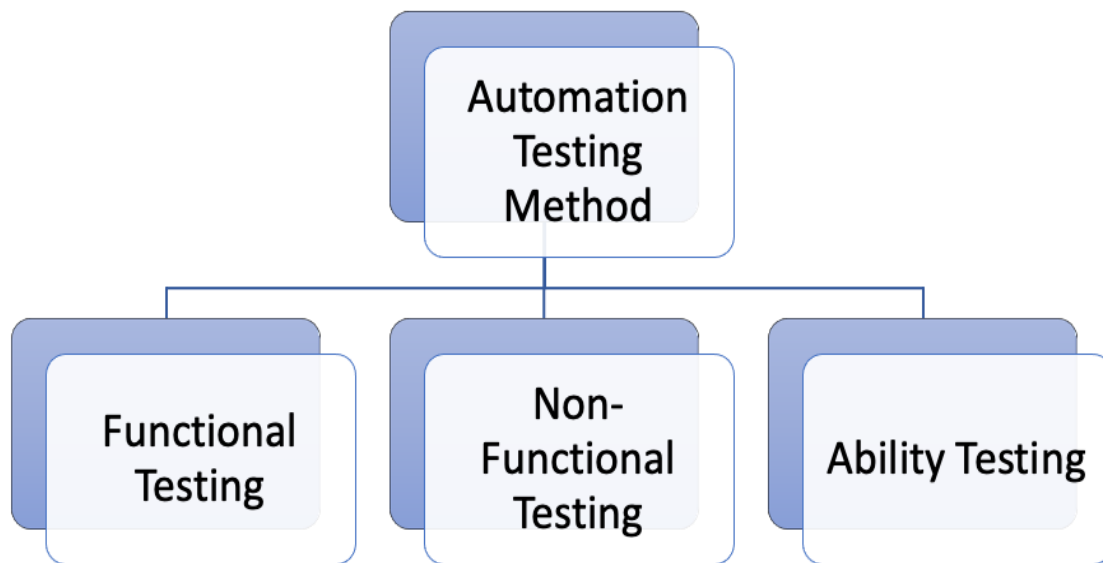 Automation
Testing
Method
Functional
Testing
Non-
Functional
Testing
Ability Testing